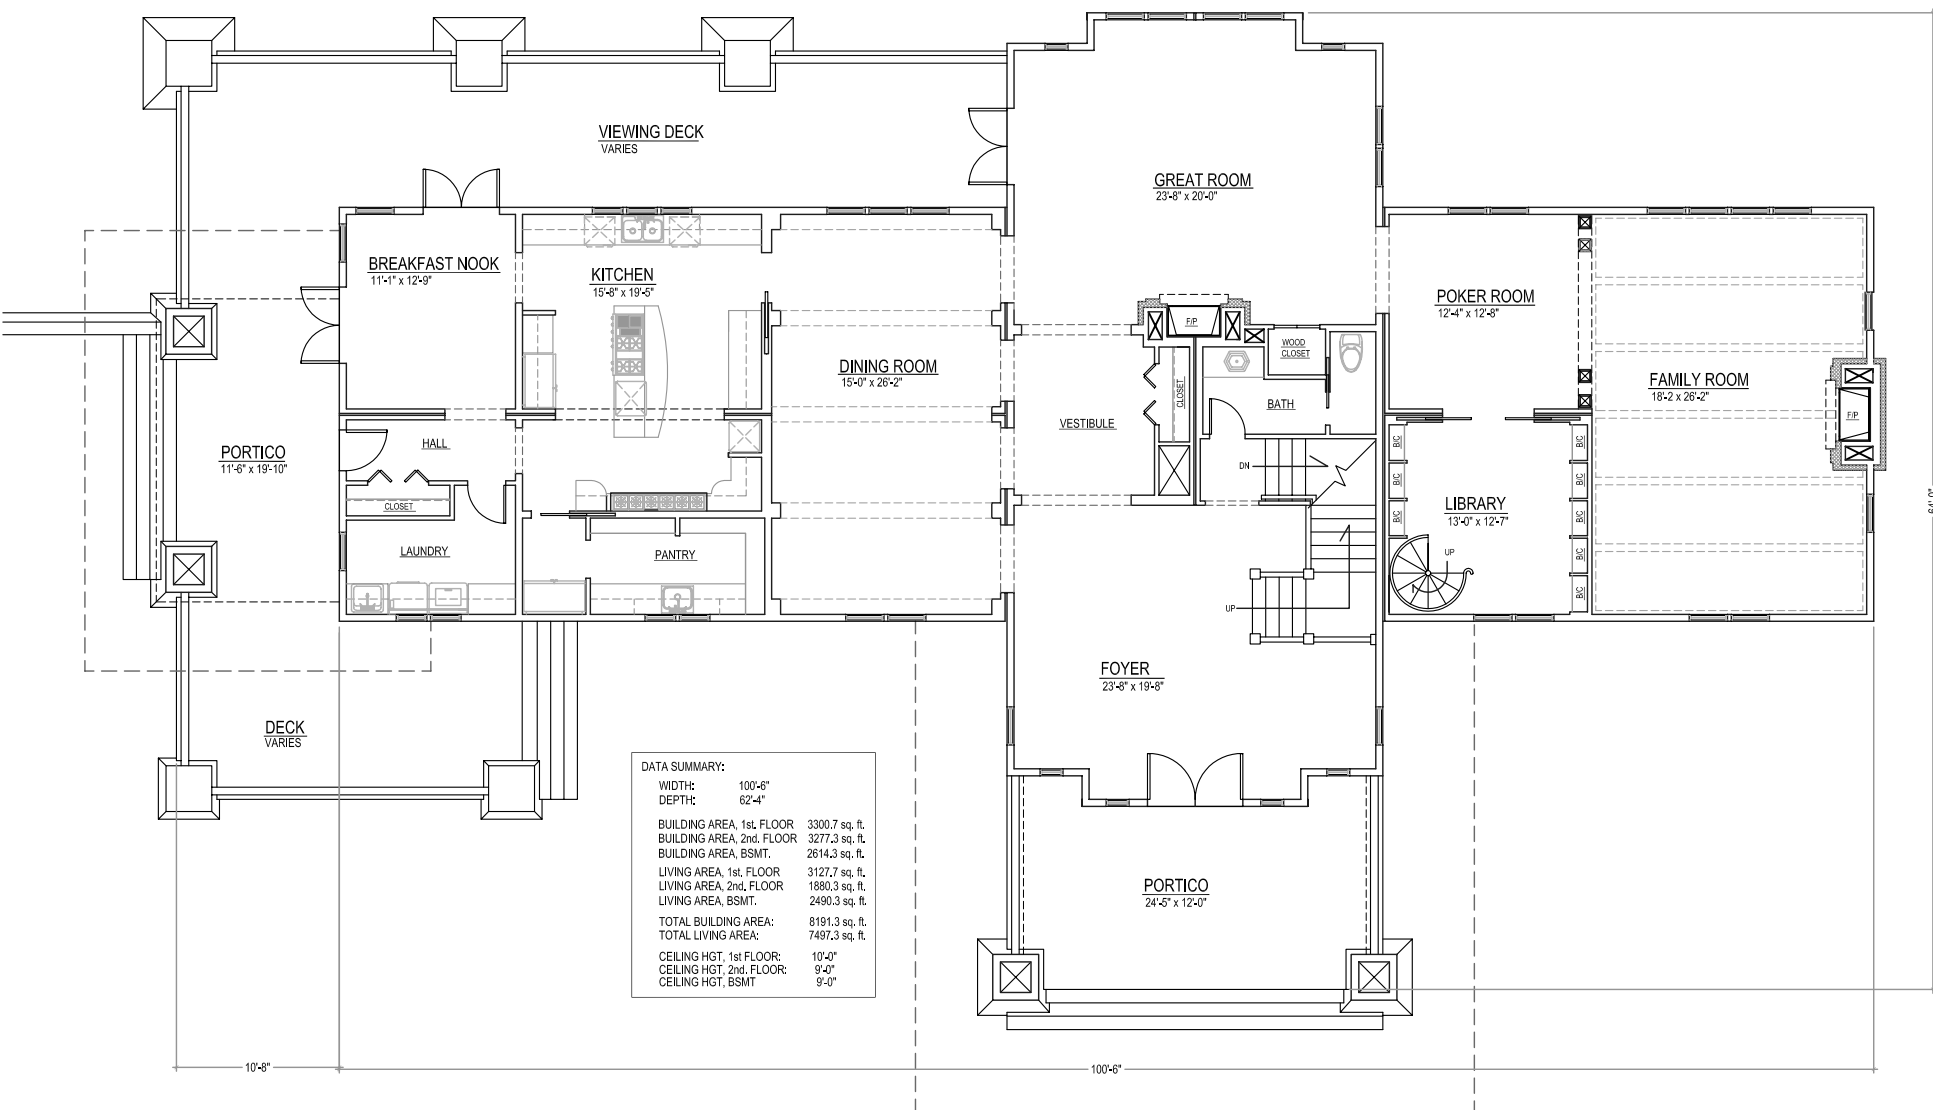 VIEWING DECK
VARIES
GREAT ROOM
23'-8" x 20'-0"
BREAKFAST NOOK
11'-1" x 12'-9"
KITCHEN
15'-8" x 19'-5"
POKER ROOM
12'-4" x 12'-8"
F/P
WOOD
CLOSET
DINING ROOM
15'-0" x 26'-2"
CLOSET
BATH
VESTIBULE
FAMILY ROOM
18'-2 x 26'-2"
F/P
HALL
PORTICO
11'-6" x 19'-10"
DN
B/C
B/C
B/C
B/C
B/C
B/C
B/C
B/C
LIBRARY
13'-0" x 12'-7"
CLOSET
LAUNDRY
PANTRY
UP
UP
64'-0"
FOYER
23'-8" x 19'-8"
DECK
VARIES
DATA SUMMARY:
WIDTH: 100'-6"
DEPTH: 62'-4"
BUILDING AREA, 1st. FLOOR 3300.7 sq. ft.
BUILDING AREA, 2nd. FLOOR 3277.3 sq. ft.
BUILDING AREA, BSMT. 2614.3 sq. ft.
LIVING AREA, 1st. FLOOR 3127.7 sq. ft.
LIVING AREA, 2nd. FLOOR 1880.3 sq. ft.
LIVING AREA, BSMT. 2490.3 sq. ft.
TOTAL BUILDING AREA: 8191.3 sq. ft.
TOTAL LIVING AREA: 7497.3 sq. ft.
CEILING HGT, 1st FLOOR: 10'-0"
CEILING HGT, 2nd. FLOOR: 9'-0"
CEILING HGT, BSMT 9'-0"
PORTICO
24'-5" x 12'-0"
10'-8"
100'-6"